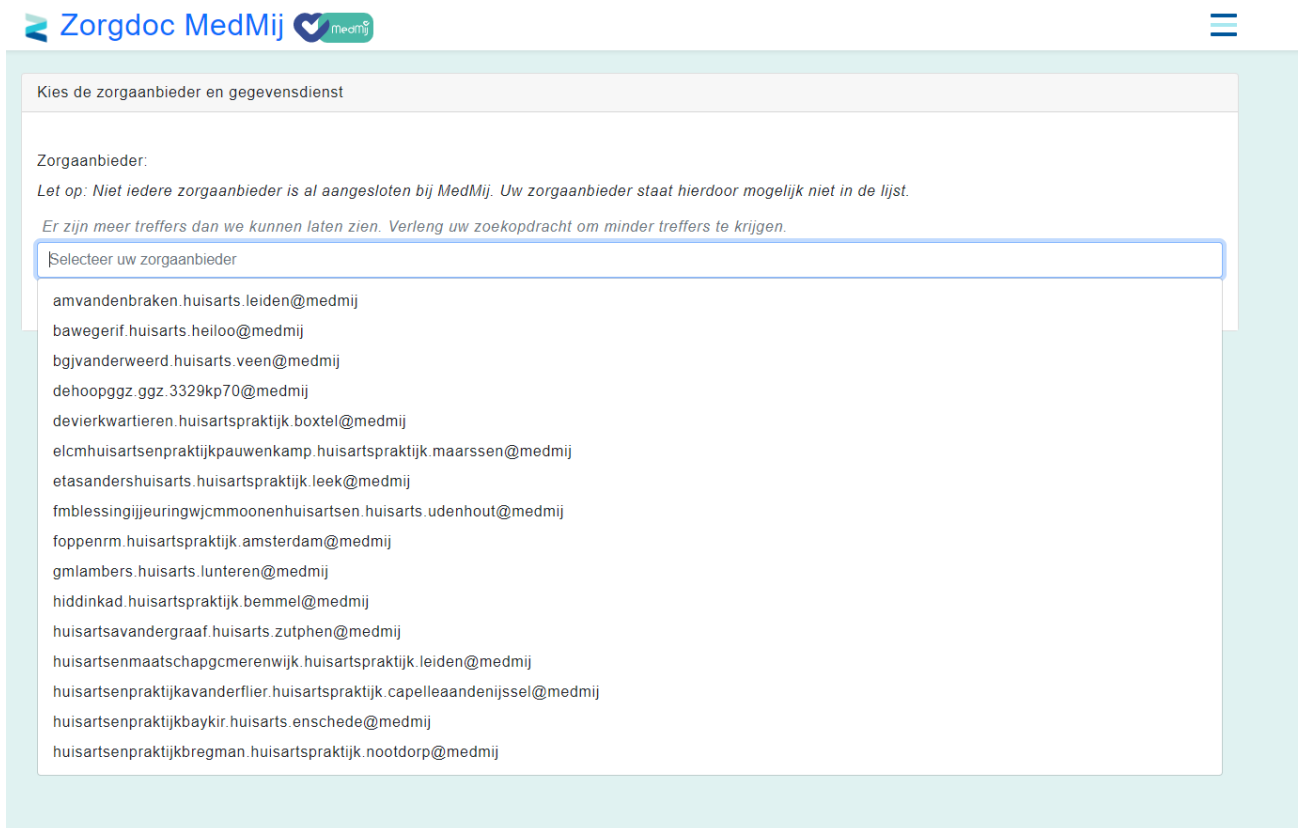 Zorgdoc MedMij medmij
Kies de zorgaanbieder en gegevensdienst
Zorgaanbieder:
Let op: Niet iedere zorgaanbieder is al aangesloten bij MedMij. Uw zorgaanbieder staat hierdoor mogelijk niet in de lijst.
Er zijn meer treffers dan we kunnen laten zien. Verleng uw zoekopdracht om minder treffers te krijgen.
Selecteer uw zorgaanbieder
amvandenbraken.huisarts.leiden@medmij
bawegerif.huisarts.heiloo@medmij
bgjvanderweerd.huisarts.veen@medmij
dehoopggz.ggz.3329kp70@medmij
devierkwartieren.huisartspraktijk.boxtel@medmij
elcmhuisartsenpraktijkpauwenkamp.huisartspraktijk.maarssen@medmij
etasandershuisarts.huisartspraktijk.leek@medmij
fmblessingijjeuringwjcmmoonenhuisartsen.huisarts.udenhout@medmij
foppenrm.huisartspraktijk.amsterdam@medmij
gmlambers.huisarts.lunteren@medmij
hiddinkad.huisartspraktijk.bemmel@medmij
huisartsavandergraaf.huisarts.zutphen@medmij
huisartsenmaatschapgcmerenwijk.huisartspraktijk.leiden@medmij
huisartsenpraktijkavanderflier.huisartspraktijk.capelleaandenijssel@medmij
huisartsenpraktijkbaykir.huisarts.enschede@medmij
huisartsenpraktijkbregman.huisartspraktijk.nootdorp@medmij